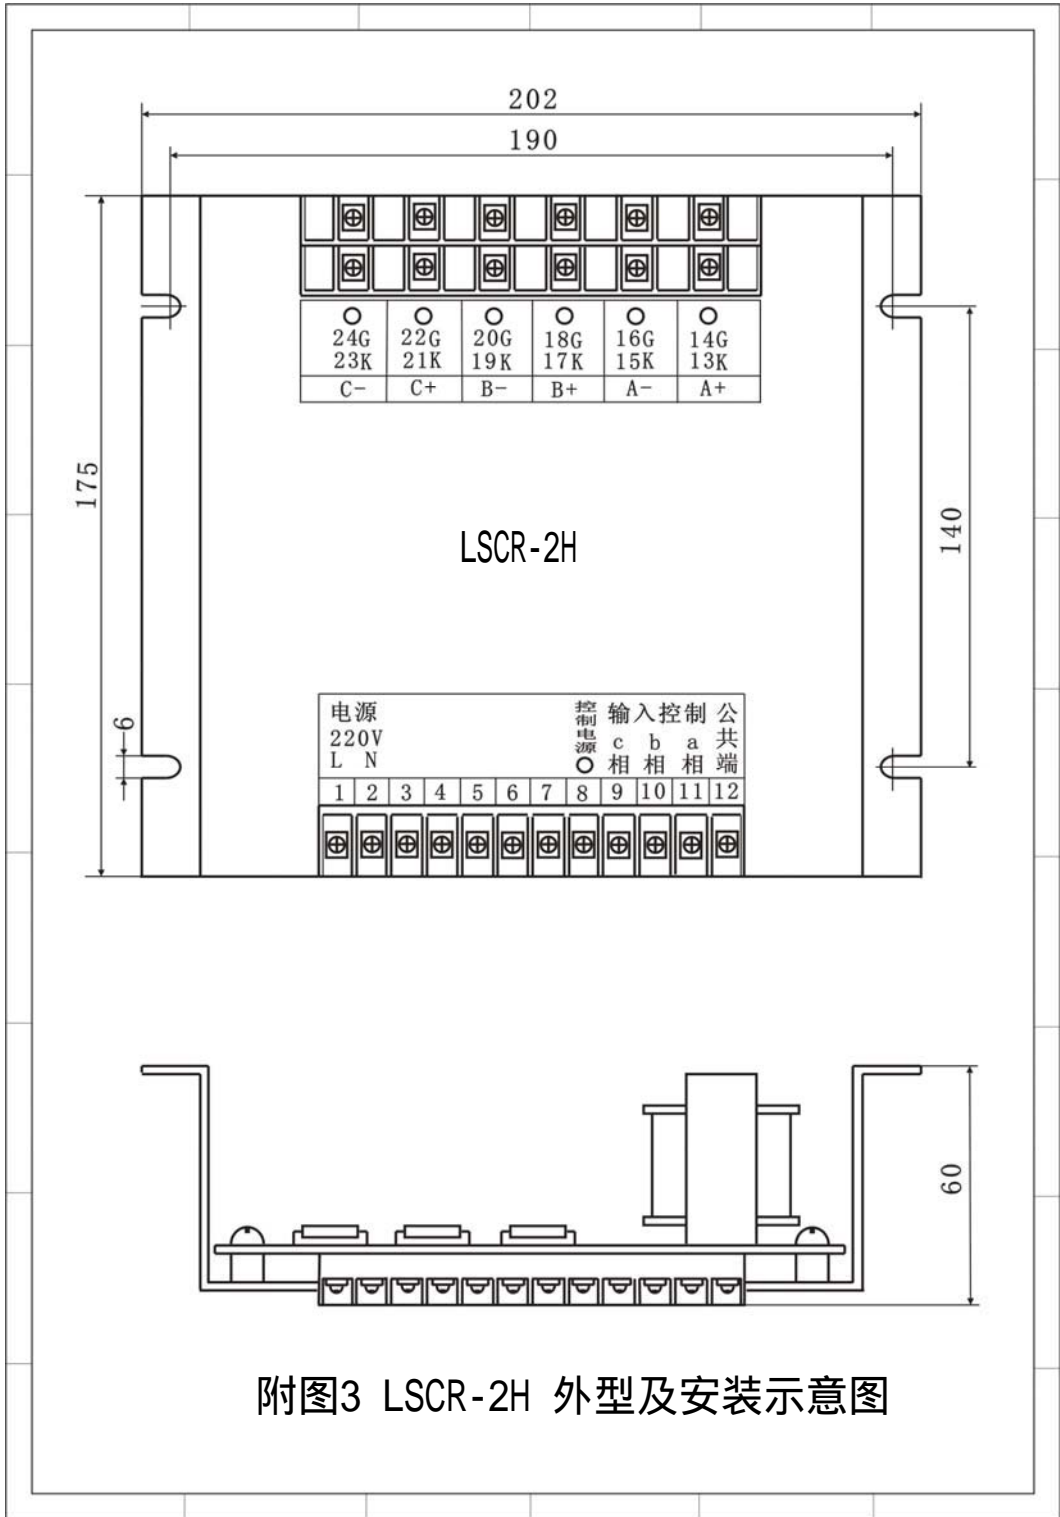 202
190
24G 22G 20G 18G 16G 14G
23K 21K 19K 17K 15K 13K
C- C+ B- B+ A- A+
175
140
LSCR-2H
6
电源 控制电源 输入控制 公共端
220V c相 b相 a相
L N
1 2 3 4 5 6 7 8 9 10 11 12
60
附图3 LSCR-2H 外型及安装示意图